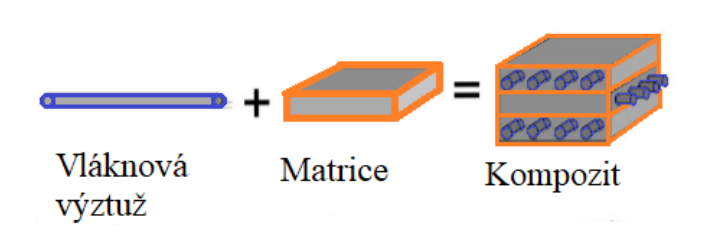 +
=
Vláknová
výztuž
Matrice
Kompozit